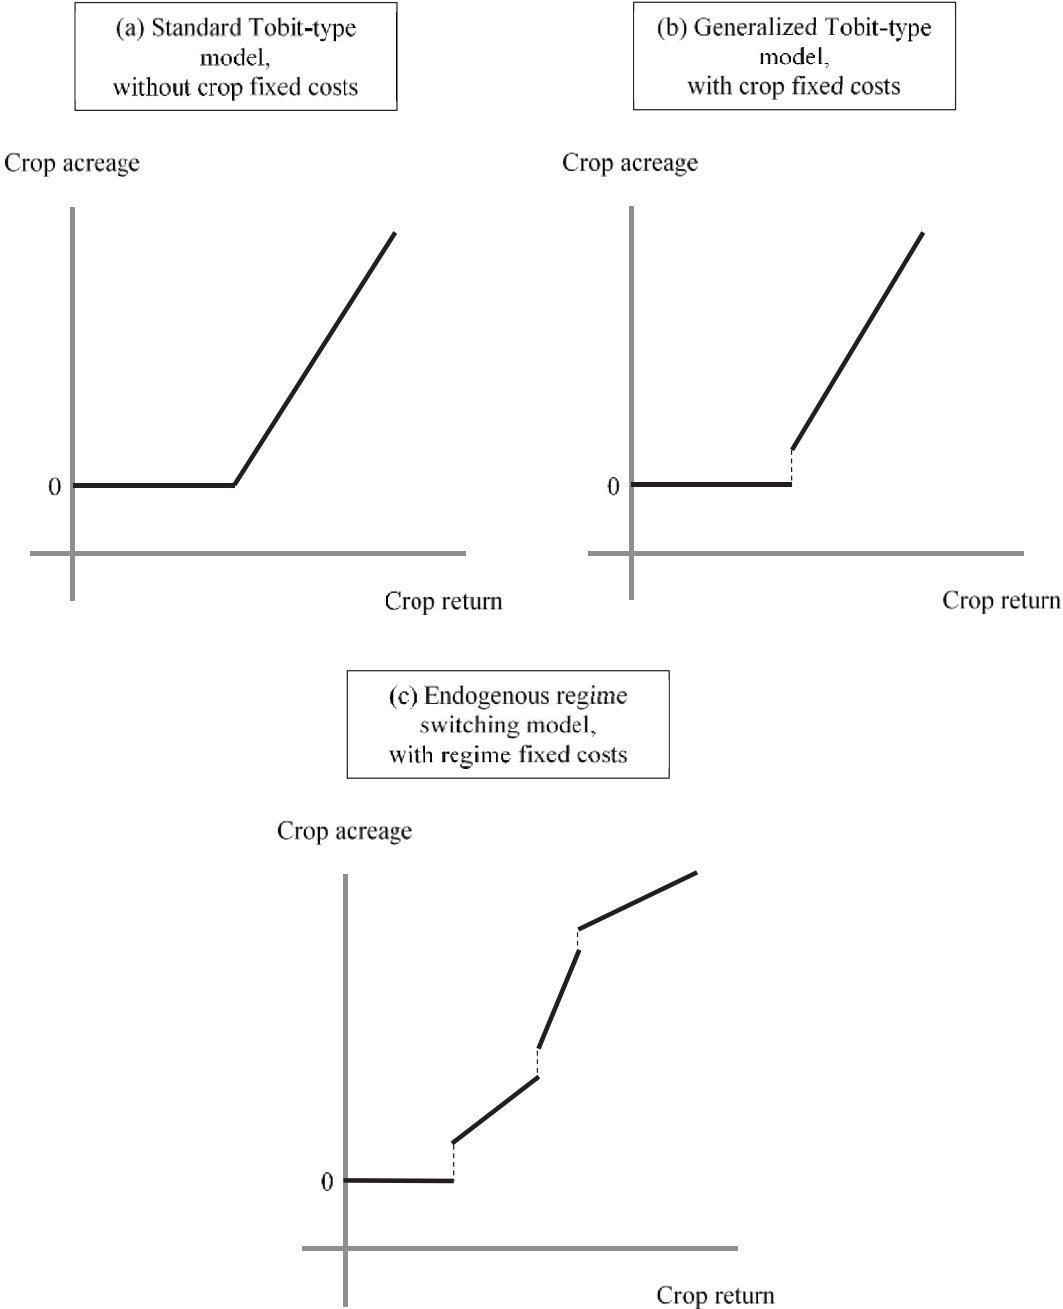 (a) Standard Tobit-type
model,
without crop fixed costs
(b) Generalized Tobit-type
model,
with crop fixed costs
Crop acreage
0
Crop return
Crop acreage
0
Crop return
(c) Endogenous regime
switching model,
with regime fixed costs
Crop acreage
0
Crop return